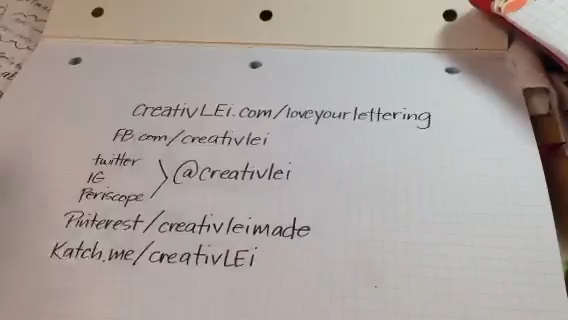 creativLEi.com/loveyourlettering
FB.com/creativlei
twitter
IG
Periscope
@creativlei
Pinterest/creativleimade
Katch.me/creativLEi